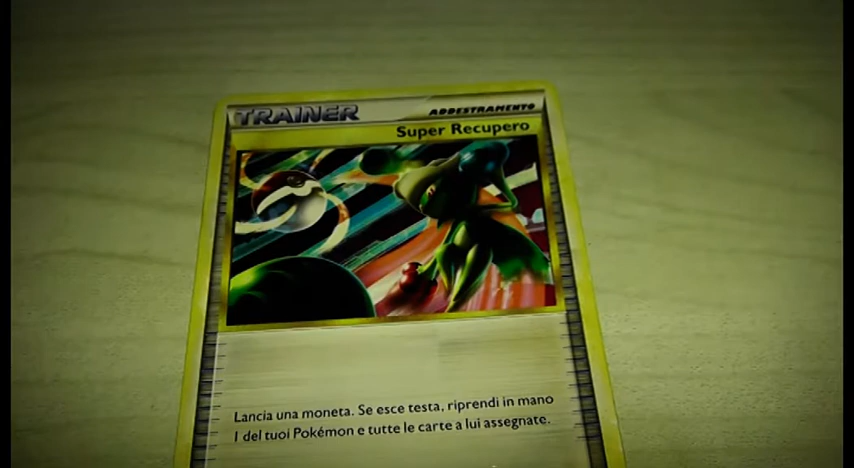 TRAINER
ADDESTRAMENTO
Super Recupero
Lancia una moneta. Se esce testa, riprendi in mano
1 dei tuoi Pokémon e tutte le carte a lui assegnate.